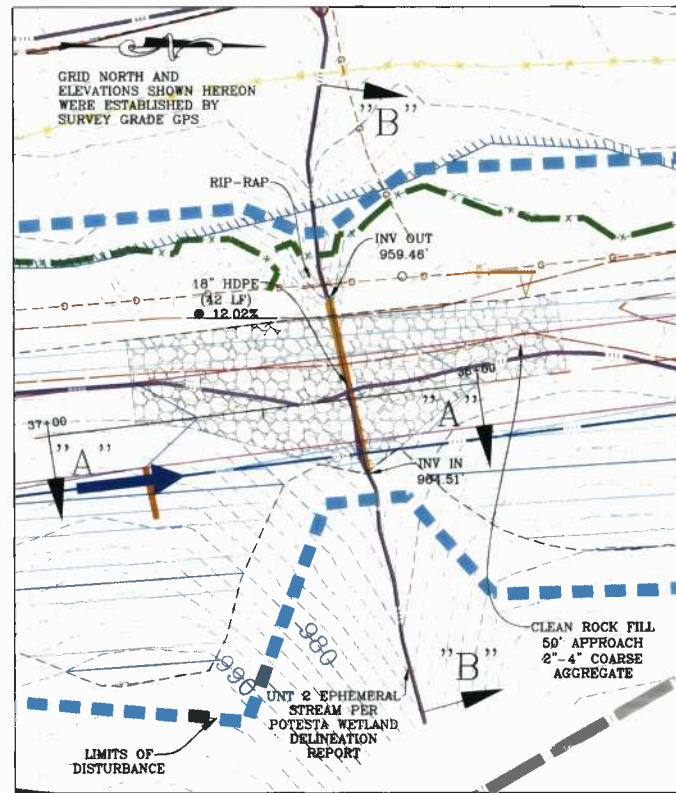 GRID NORTH AND
ELEVATIONS SHOWN HEREON
WERE ESTABLISHED BY
SURVEY GRADE GPS
"B"
RIP-RAP
INV OUT
959.46'
18" HDPE
(42 LF)
@ 12.02%
36+00
37+00
"A"
"A"
INV IN
964.51'
CLEAN ROCK FILL
50' APPROACH
2"-4" COARSE
AGGREGATE
980
990
"B"
UNT 2 EPHEMERAL
STREAM PER
POTESTA WETLAND
DELINEATION
REPORT
LIMITS OF
DISTURBANCE